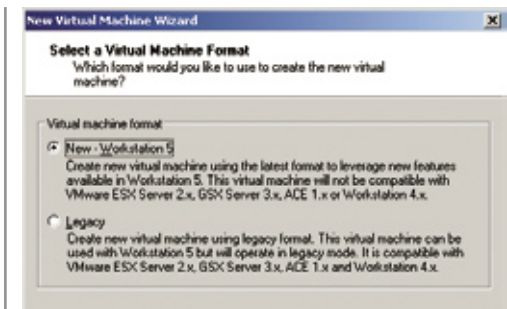 New Virtual Machine Wizard
Select a Virtual Machine Format
Which format would you like to use to create the new virtual
machine?
Virtual machine format
New - Workstation 5
Create new virtual machine using the latest format to leverage new features
available in Workstation 5. This virtual machine will not be compatible with
VMware ESX Server 2.x, GSX Server 3.x, ACE 1.x or Workstation 4.x.
Legacy
Create new virtual machine using legacy format. This virtual machine can be
used with Workstation 5 but will operate in legacy mode. It is compatible with
VMware ESX Server 2.x, GSX Server 3.x, ACE 1.x and Workstation 4.x.